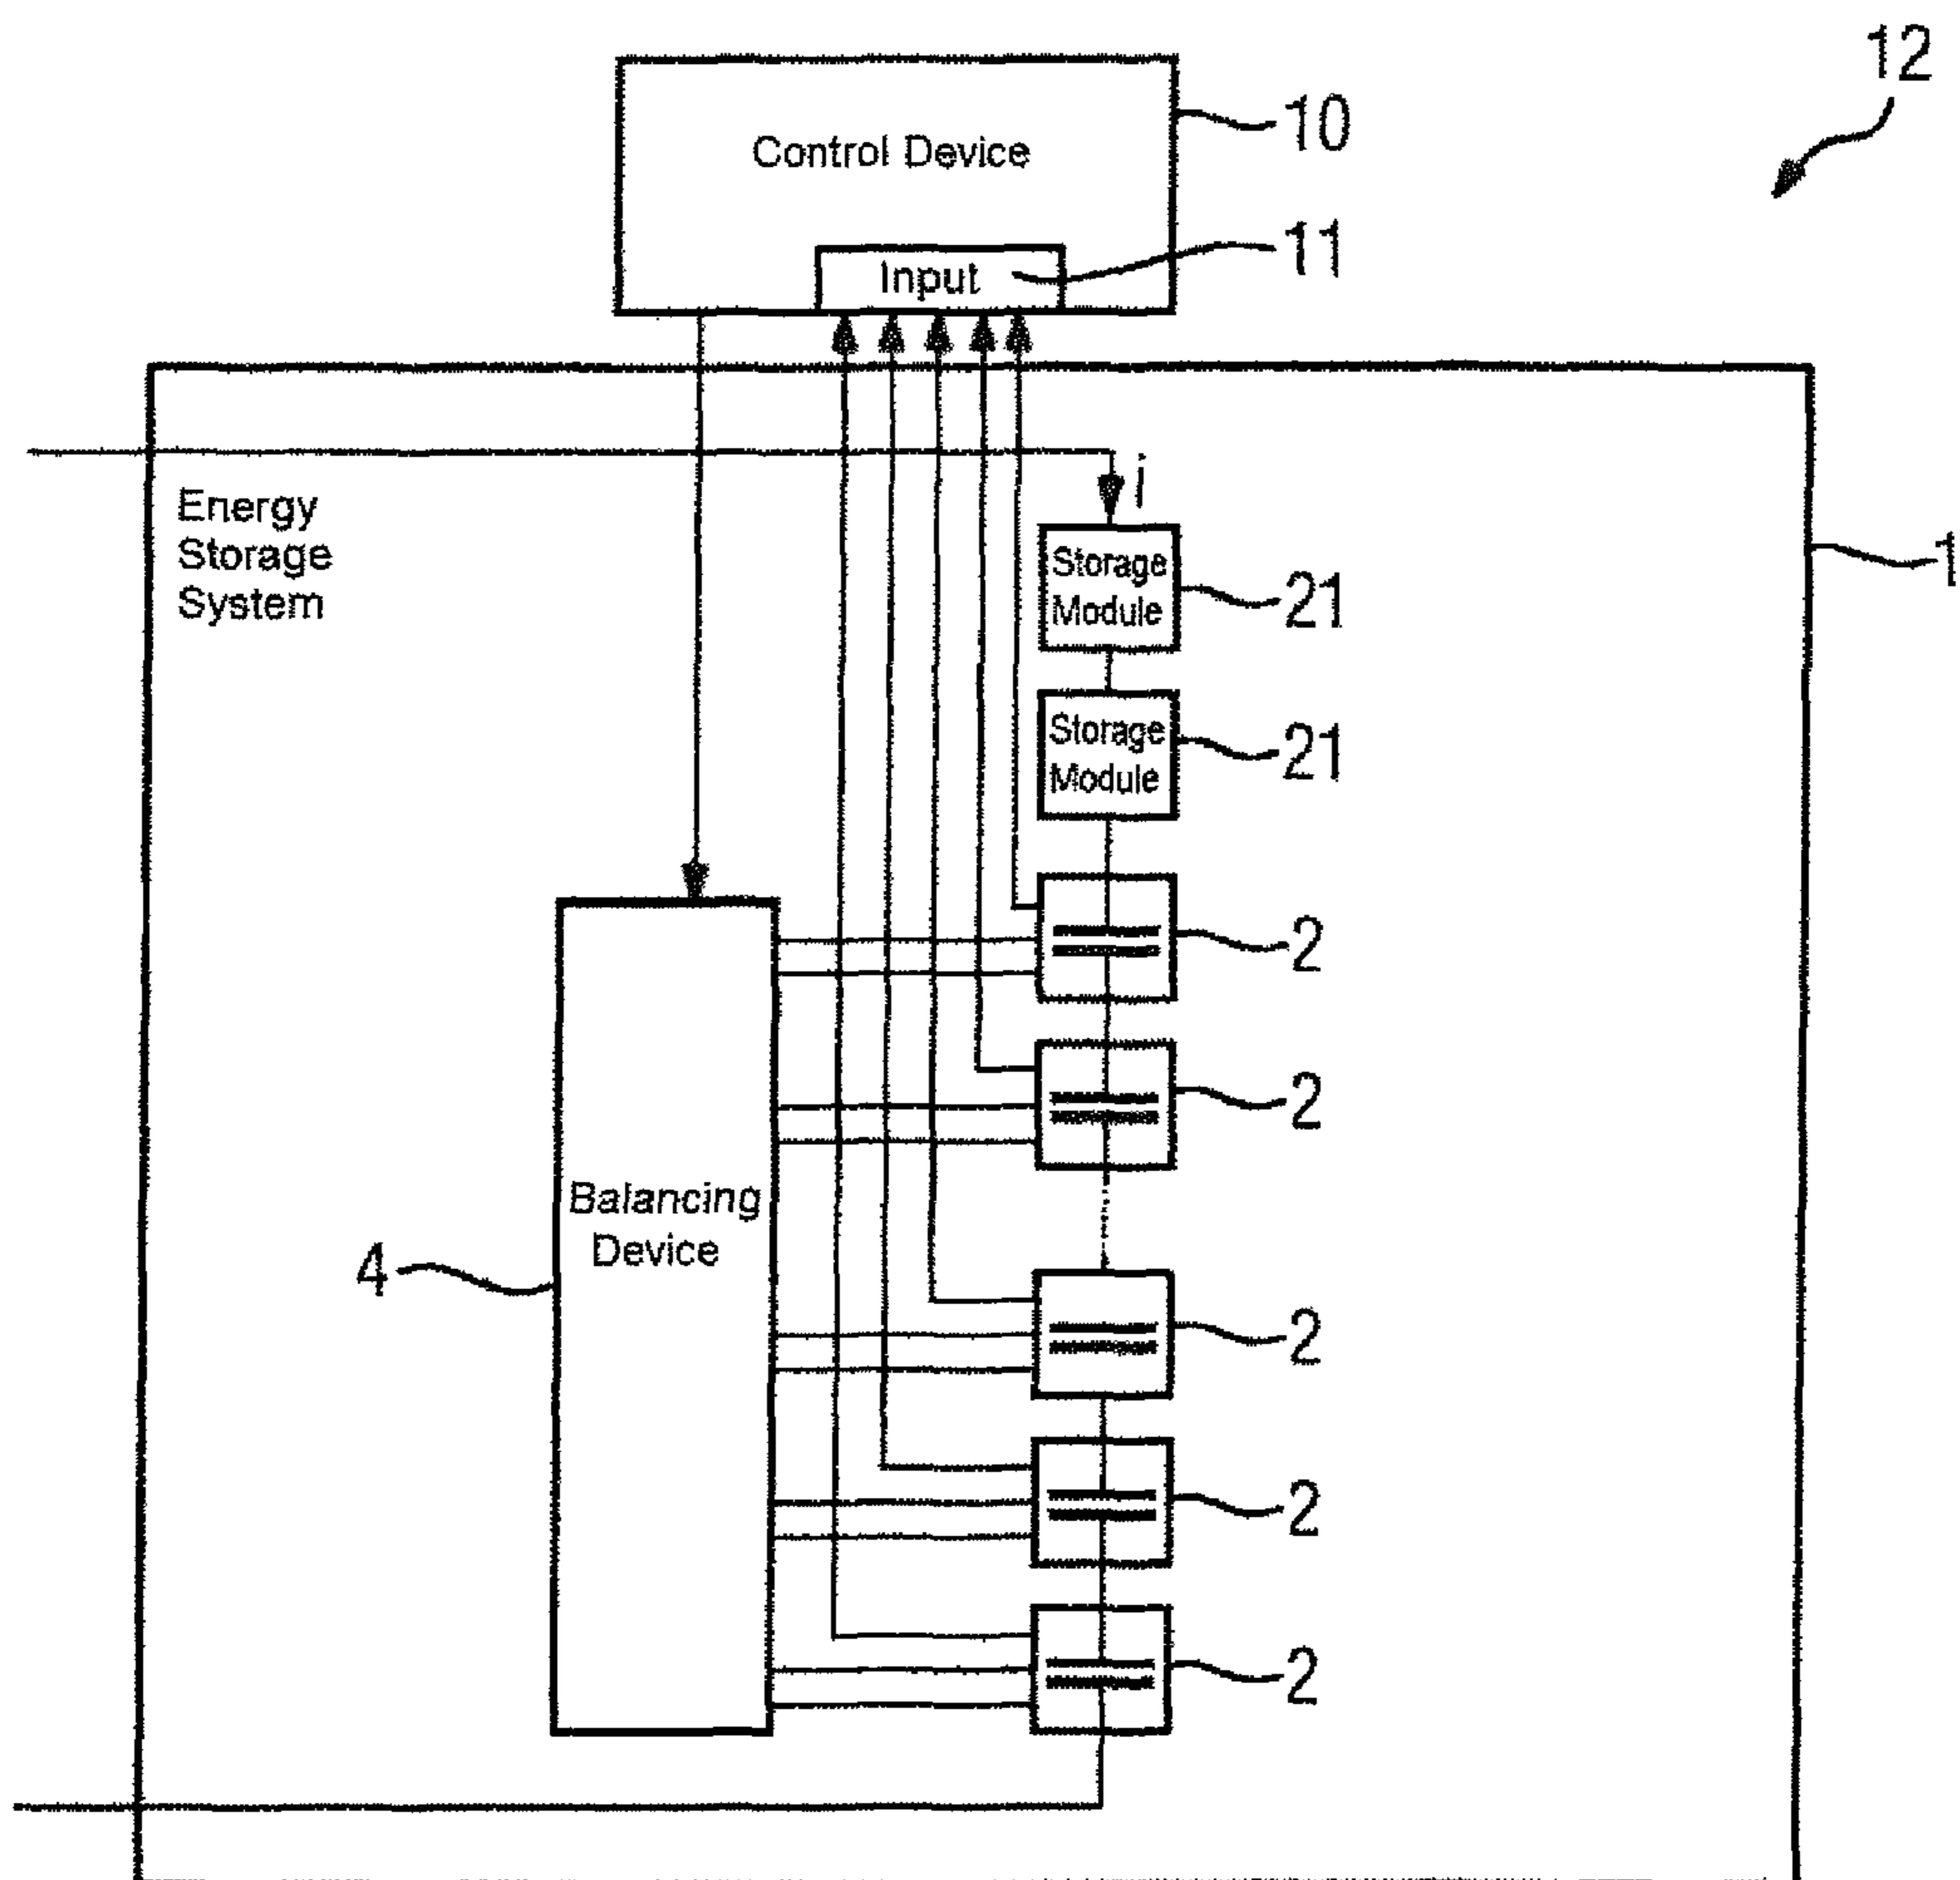 12
Control Device
10
Input
11
i
Energy
Storage
System
Storage
Module
21
1
Storage
Module
21
2
2
Balancing
Device
4
2
2
2